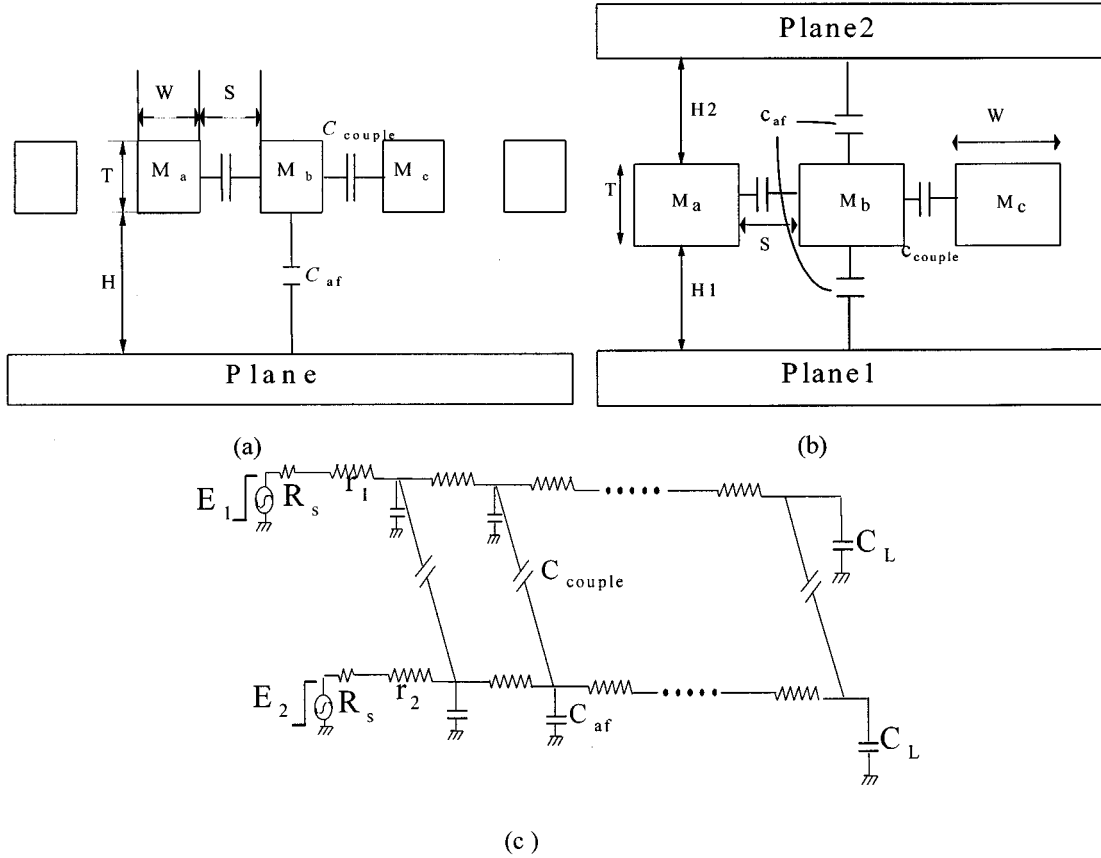 W
S
C couple
T
M a
M b
M c
H
C af
Plane
(a)
Plane2
H2
c af
W
T
M a
M b
M c
S
c couple
H1
Plane1
(b)
E 1
R s
r 1
C couple
C L
E 2
R s
r 2
C af
C L
(c )